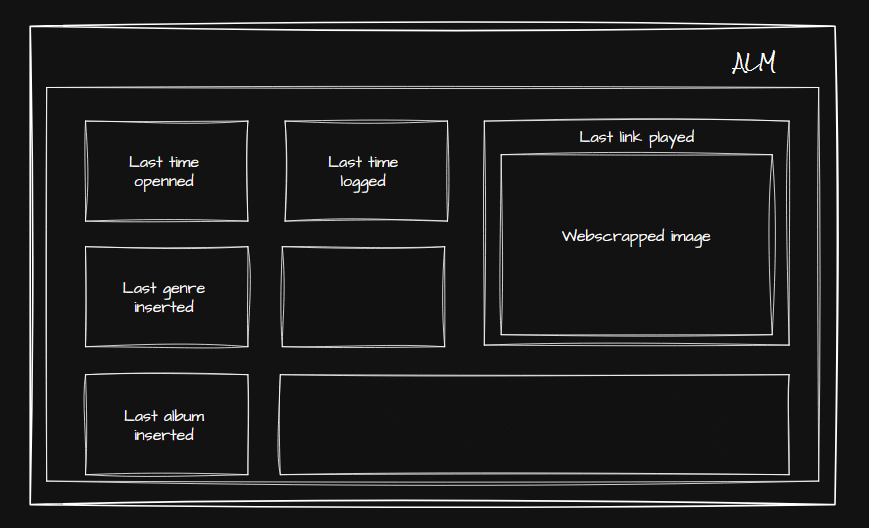 ALM
Last time
openned
Last time
logged
Last link played
Webscrapped image
Last genre
inserted
Last album
inserted